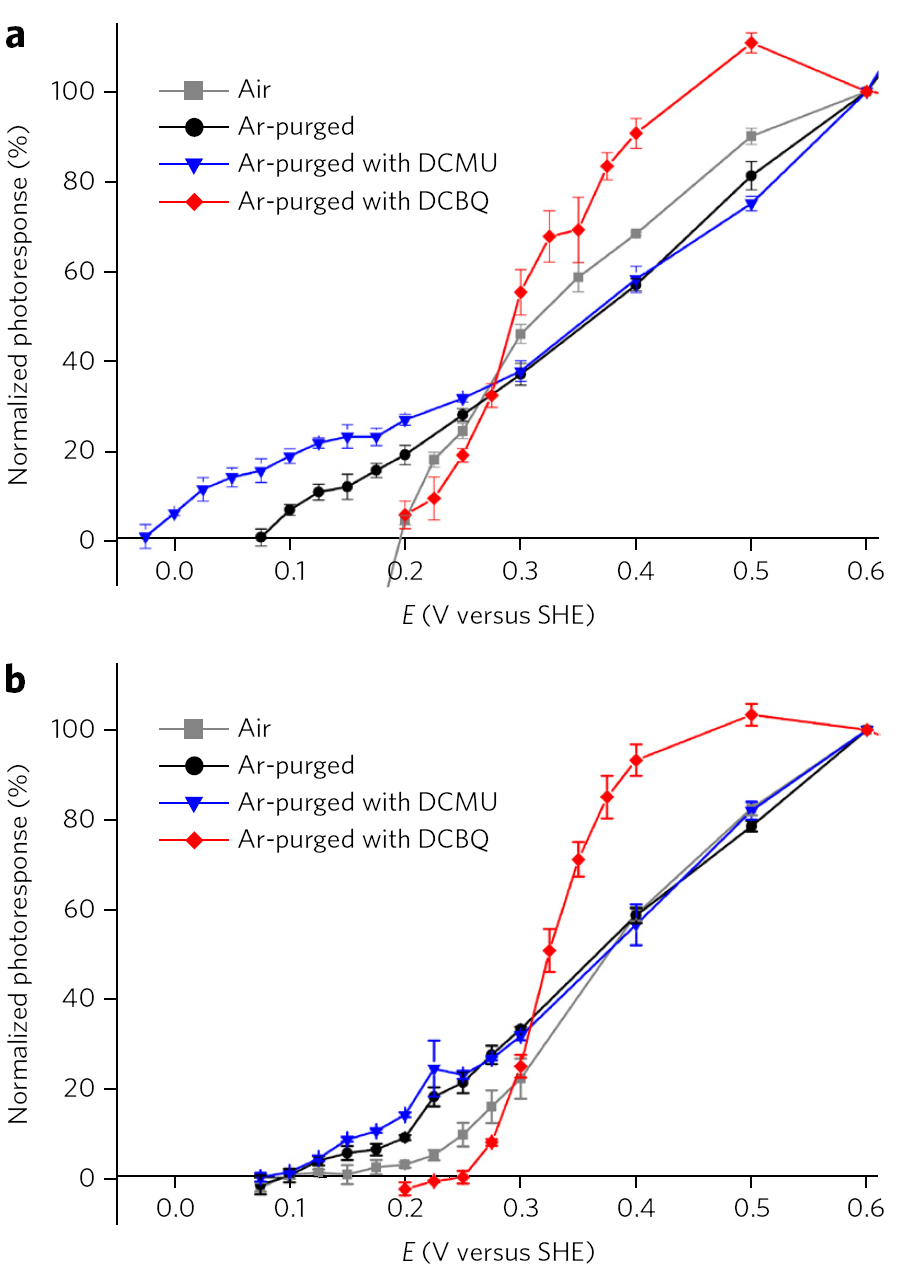 a
Air
Ar-purged
Ar-purged with DCMU
Ar-purged with DCBQ
Normalized photoresponse (%)
100
80
60
40
20
0
0.0 0.1 0.2 0.3 0.4 0.5 0.6
E (V versus SHE)
b
Air
Ar-purged
Ar-purged with DCMU
Ar-purged with DCBQ
Normalized photoresponse (%)
100
80
60
40
20
0
0.0 0.1 0.2 0.3 0.4 0.5 0.6
E (V versus SHE)